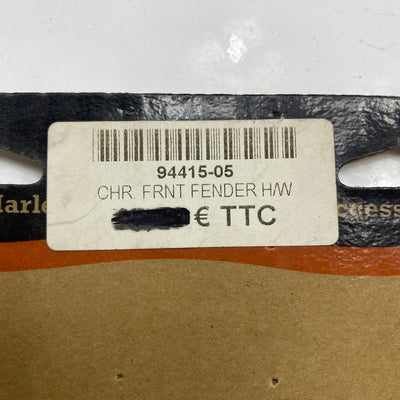 94415-05
CHR. FRNT FENDER H/W
€ TTC